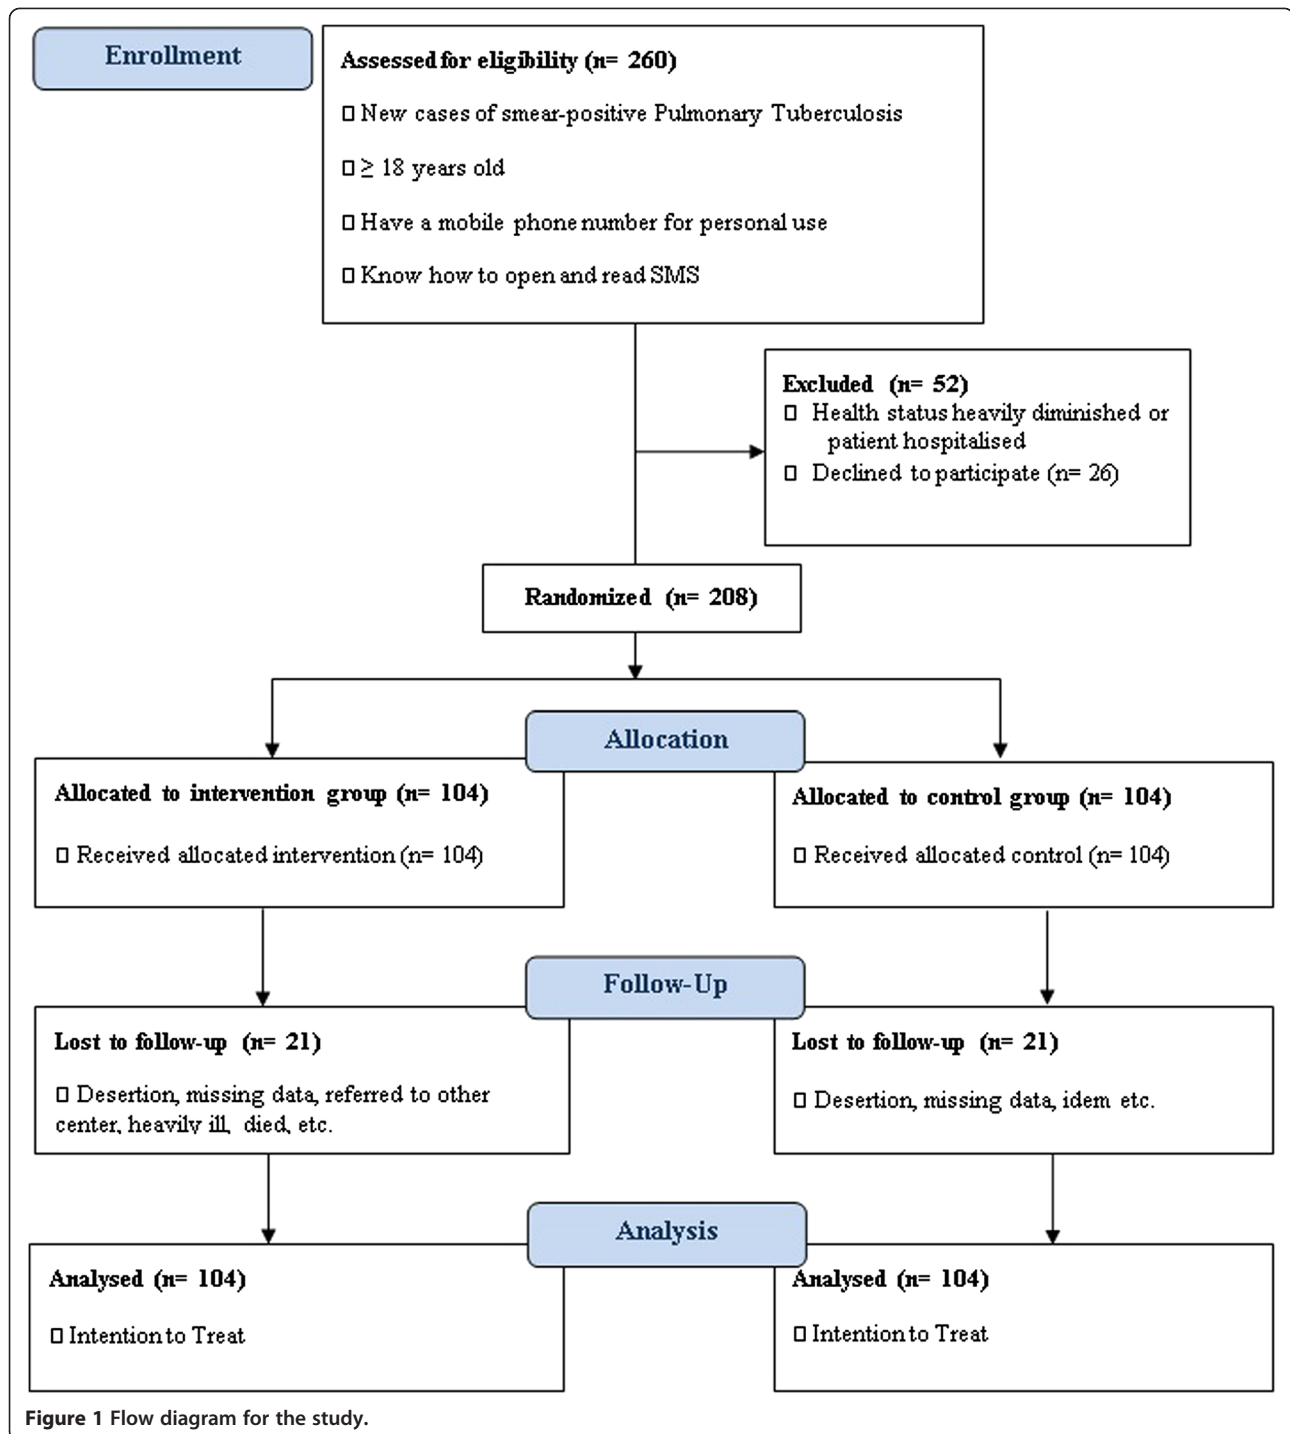 Enrollment
Assessed for eligibility (n= 260)
New cases of smear-positive Pulmonary Tuberculosis
≥ 18 years old
Have a mobile phone number for personal use
Know how to open and read SMS
Excluded (n= 52)
Health status heavily diminished or
patient hospitalised
Declined to participate (n= 26)
Randomized (n= 208)
Allocation
Allocated to intervention group (n= 104)
Received allocated intervention (n= 104)
Allocated to control group (n= 104)
Received allocated control (n= 104)
Follow-Up
Lost to follow-up (n= 21)
Desertion, missing data, referred to other
center, heavily ill, died, etc.
Lost to follow-up (n= 21)
Desertion, missing data, idem etc.
Analysis
Analysed (n= 104)
Intention to Treat
Analysed (n= 104)
Intention to Treat
Figure 1 Flow diagram for the study.